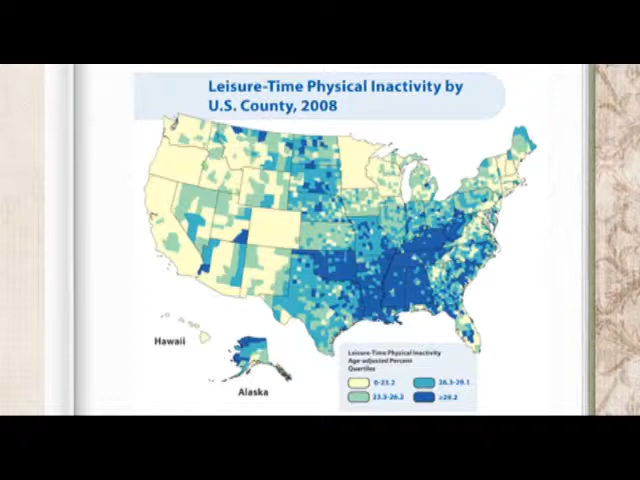 Leisure-Time Physical Inactivity by
U.S. County, 2008
Hawaii
Alaska
Leisure-Time Physical Inactivity
Age-adjusted Percent
Quartiles
0-23.2
26.3-29.1
23.3-26.2
≥29.2